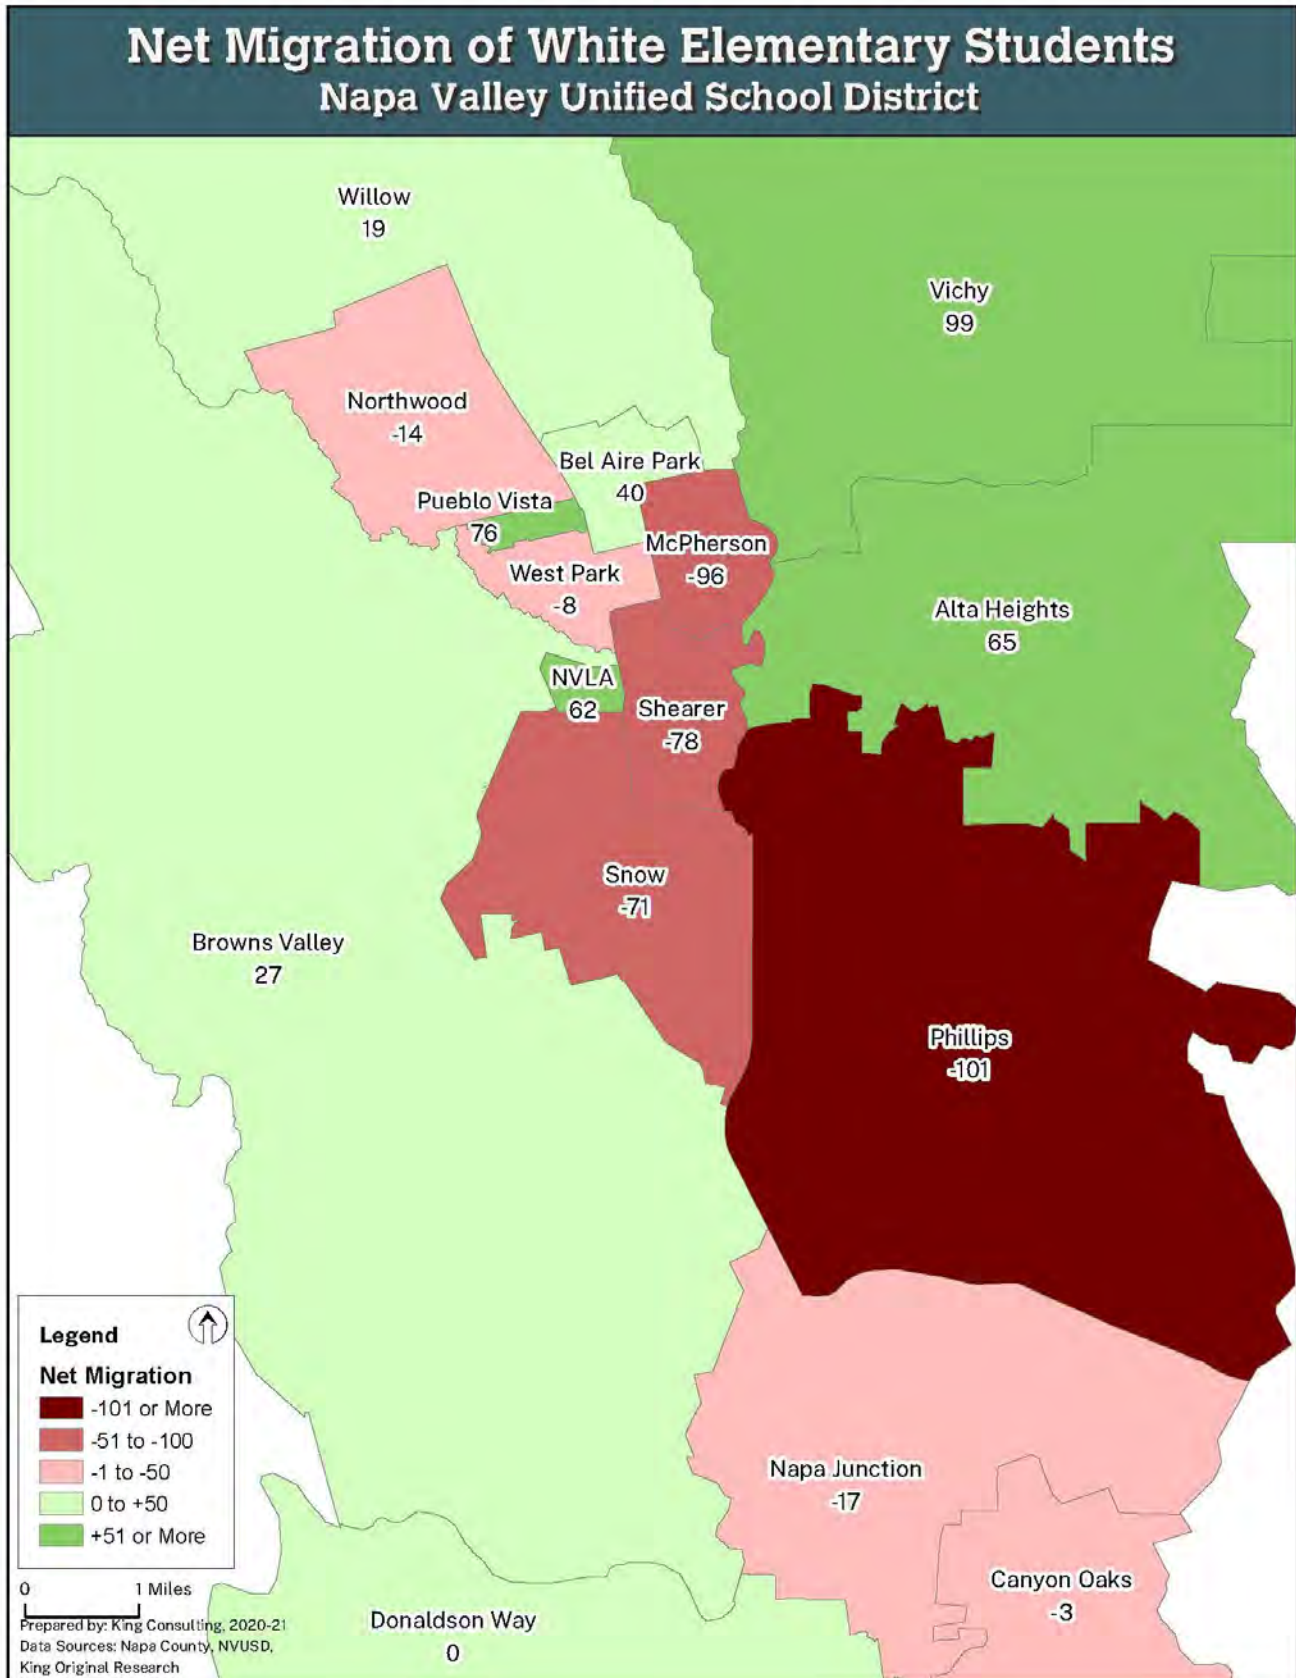 Net Migration of White Elementary Students
Napa Valley Unified School District
Willow
19
Vichy
99
Northwood
-14
Bel Aire Park
40
Pueblo Vista
76
McPherson
-96
West Park
-8
Alta Heights
65
NVLA
62
Shearer
-78
Snow
-71
Browns Valley
27
Phillips
-101
Legend
Net Migration
-101 or More
-51 to -100
-1 to -50
0 to +50
+51 or More
Napa Junction
-17
Canyon Oaks
-3
Donaldson Way
0
0 1 Miles
Prepared by: King Consulting, 2020-21
Data Sources: Napa County, NVUSD,
King Original Research